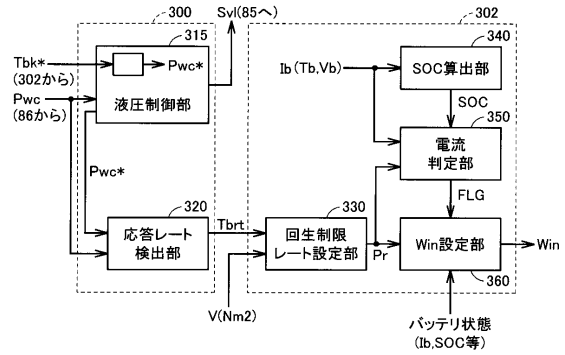 300
Svl(85へ)
302
315
340
Tbk*
(302から)
Pwc*
Pwc
(86から)
液圧制御部
Ib(Tb,Vb)
SOC算出部
SOC
350
電流
判定部
Pwc*
FLG
320
Tbrt
330
応答レート
検出部
回生制限
レート設定部
Pr
Win設定部
Win
360
V(Nm2)
バッテリ状態
(Ib,SOC等)